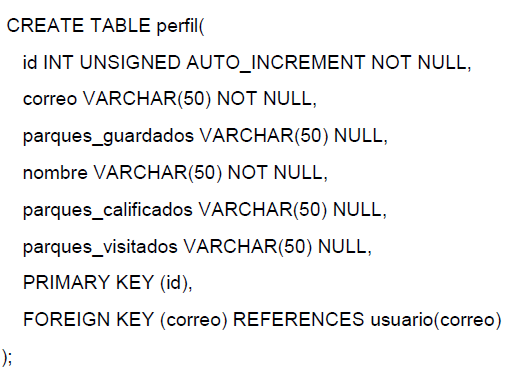 CREATE TABLE perfil(
id INT UNSIGNED AUTO_INCREMENT NOT NULL,
correo VARCHAR(50) NOT NULL,
parques_guardados VARCHAR(50) NULL,
nombre VARCHAR(50) NOT NULL,
parques_calificados VARCHAR(50) NULL,
parques_visitados VARCHAR(50) NULL,
PRIMARY KEY (id),
FOREIGN KEY (correo) REFERENCES usuario(correo)
);